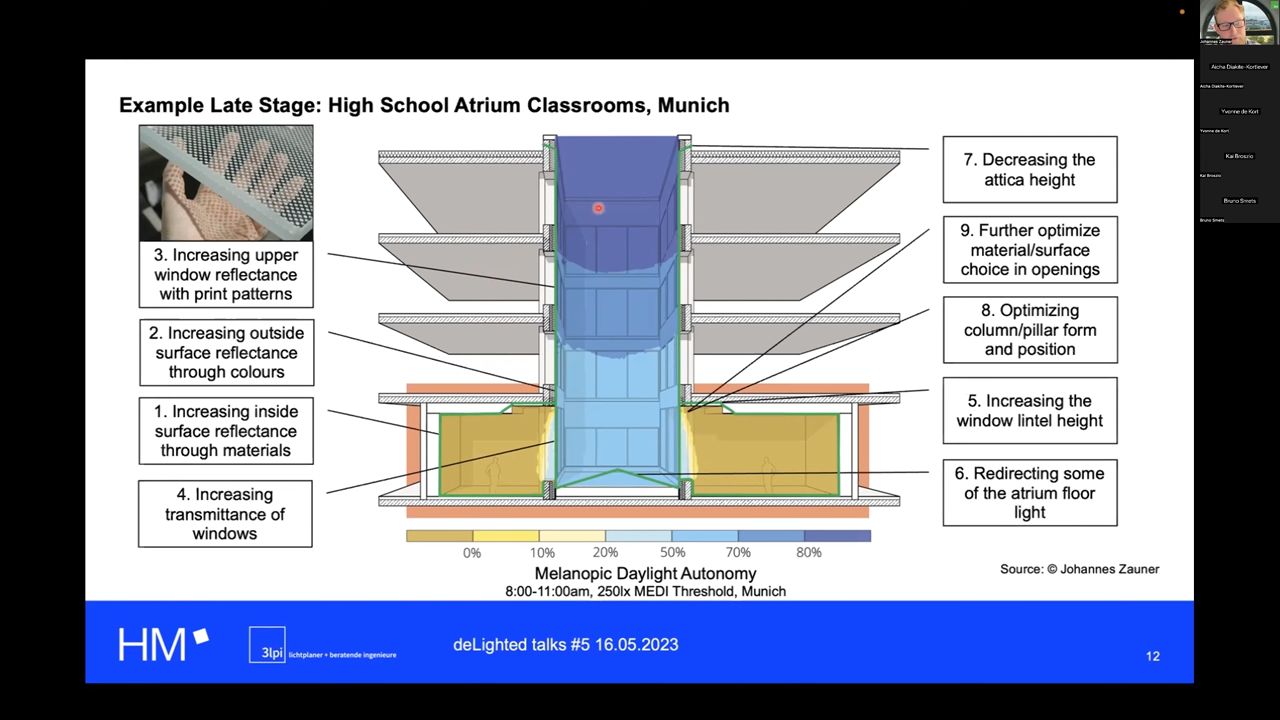 Example Late Stage: High School Atrium Classrooms, Munich
3. Increasing upper
window reflectance
with print patterns
2. Increasing outside
surface reflectance
through colours
1. Increasing inside
surface reflectance
through materials
4. Increasing
transmittance of
windows
7. Decreasing the
attica height
9. Further optimize
material/surface
choice in openings
8. Optimizing
column/pillar form
and position
5. Increasing the
window lintel height
6. Redirecting some
of the atrium floor
light
0% 10% 20% 50% 70% 80%
Melanopic Daylight Autonomy
8:00-11:00am, 250lx MEDI Threshold, Munich
Source: © Johannes Zauner
HM
3lpi lichtplaner + beratende ingenieure
deLighted talks #5 16.05.2023
12
Johannes Zauner
Aicha Diakite-Kortlever
Aicha Diakite-Kortlever
Yvonne de Kort
Yvonne de Kort
Kai Broszio
Kai Broszio
Bruno Smets
Bruno Smets